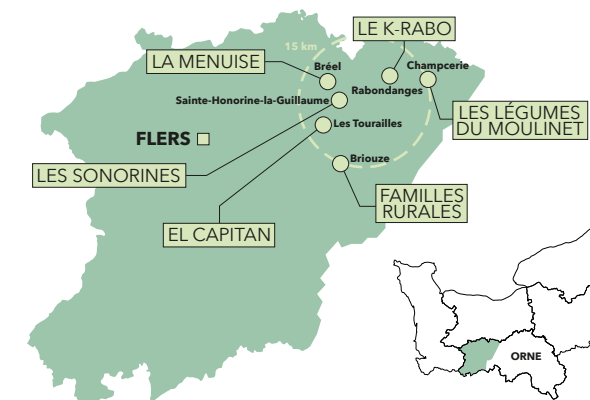 LE K-RABO
15 km
LA MENUISE
Bréel
Champcerie
Rabondanges
Sainte-Honorine-la-Guillaume
LES LÉGUMES
DU MOULINET
Les Tourailles
FLERS
Briouze
LES SONORINES
FAMILLES
RURALES
EL CAPITAN
ORNE